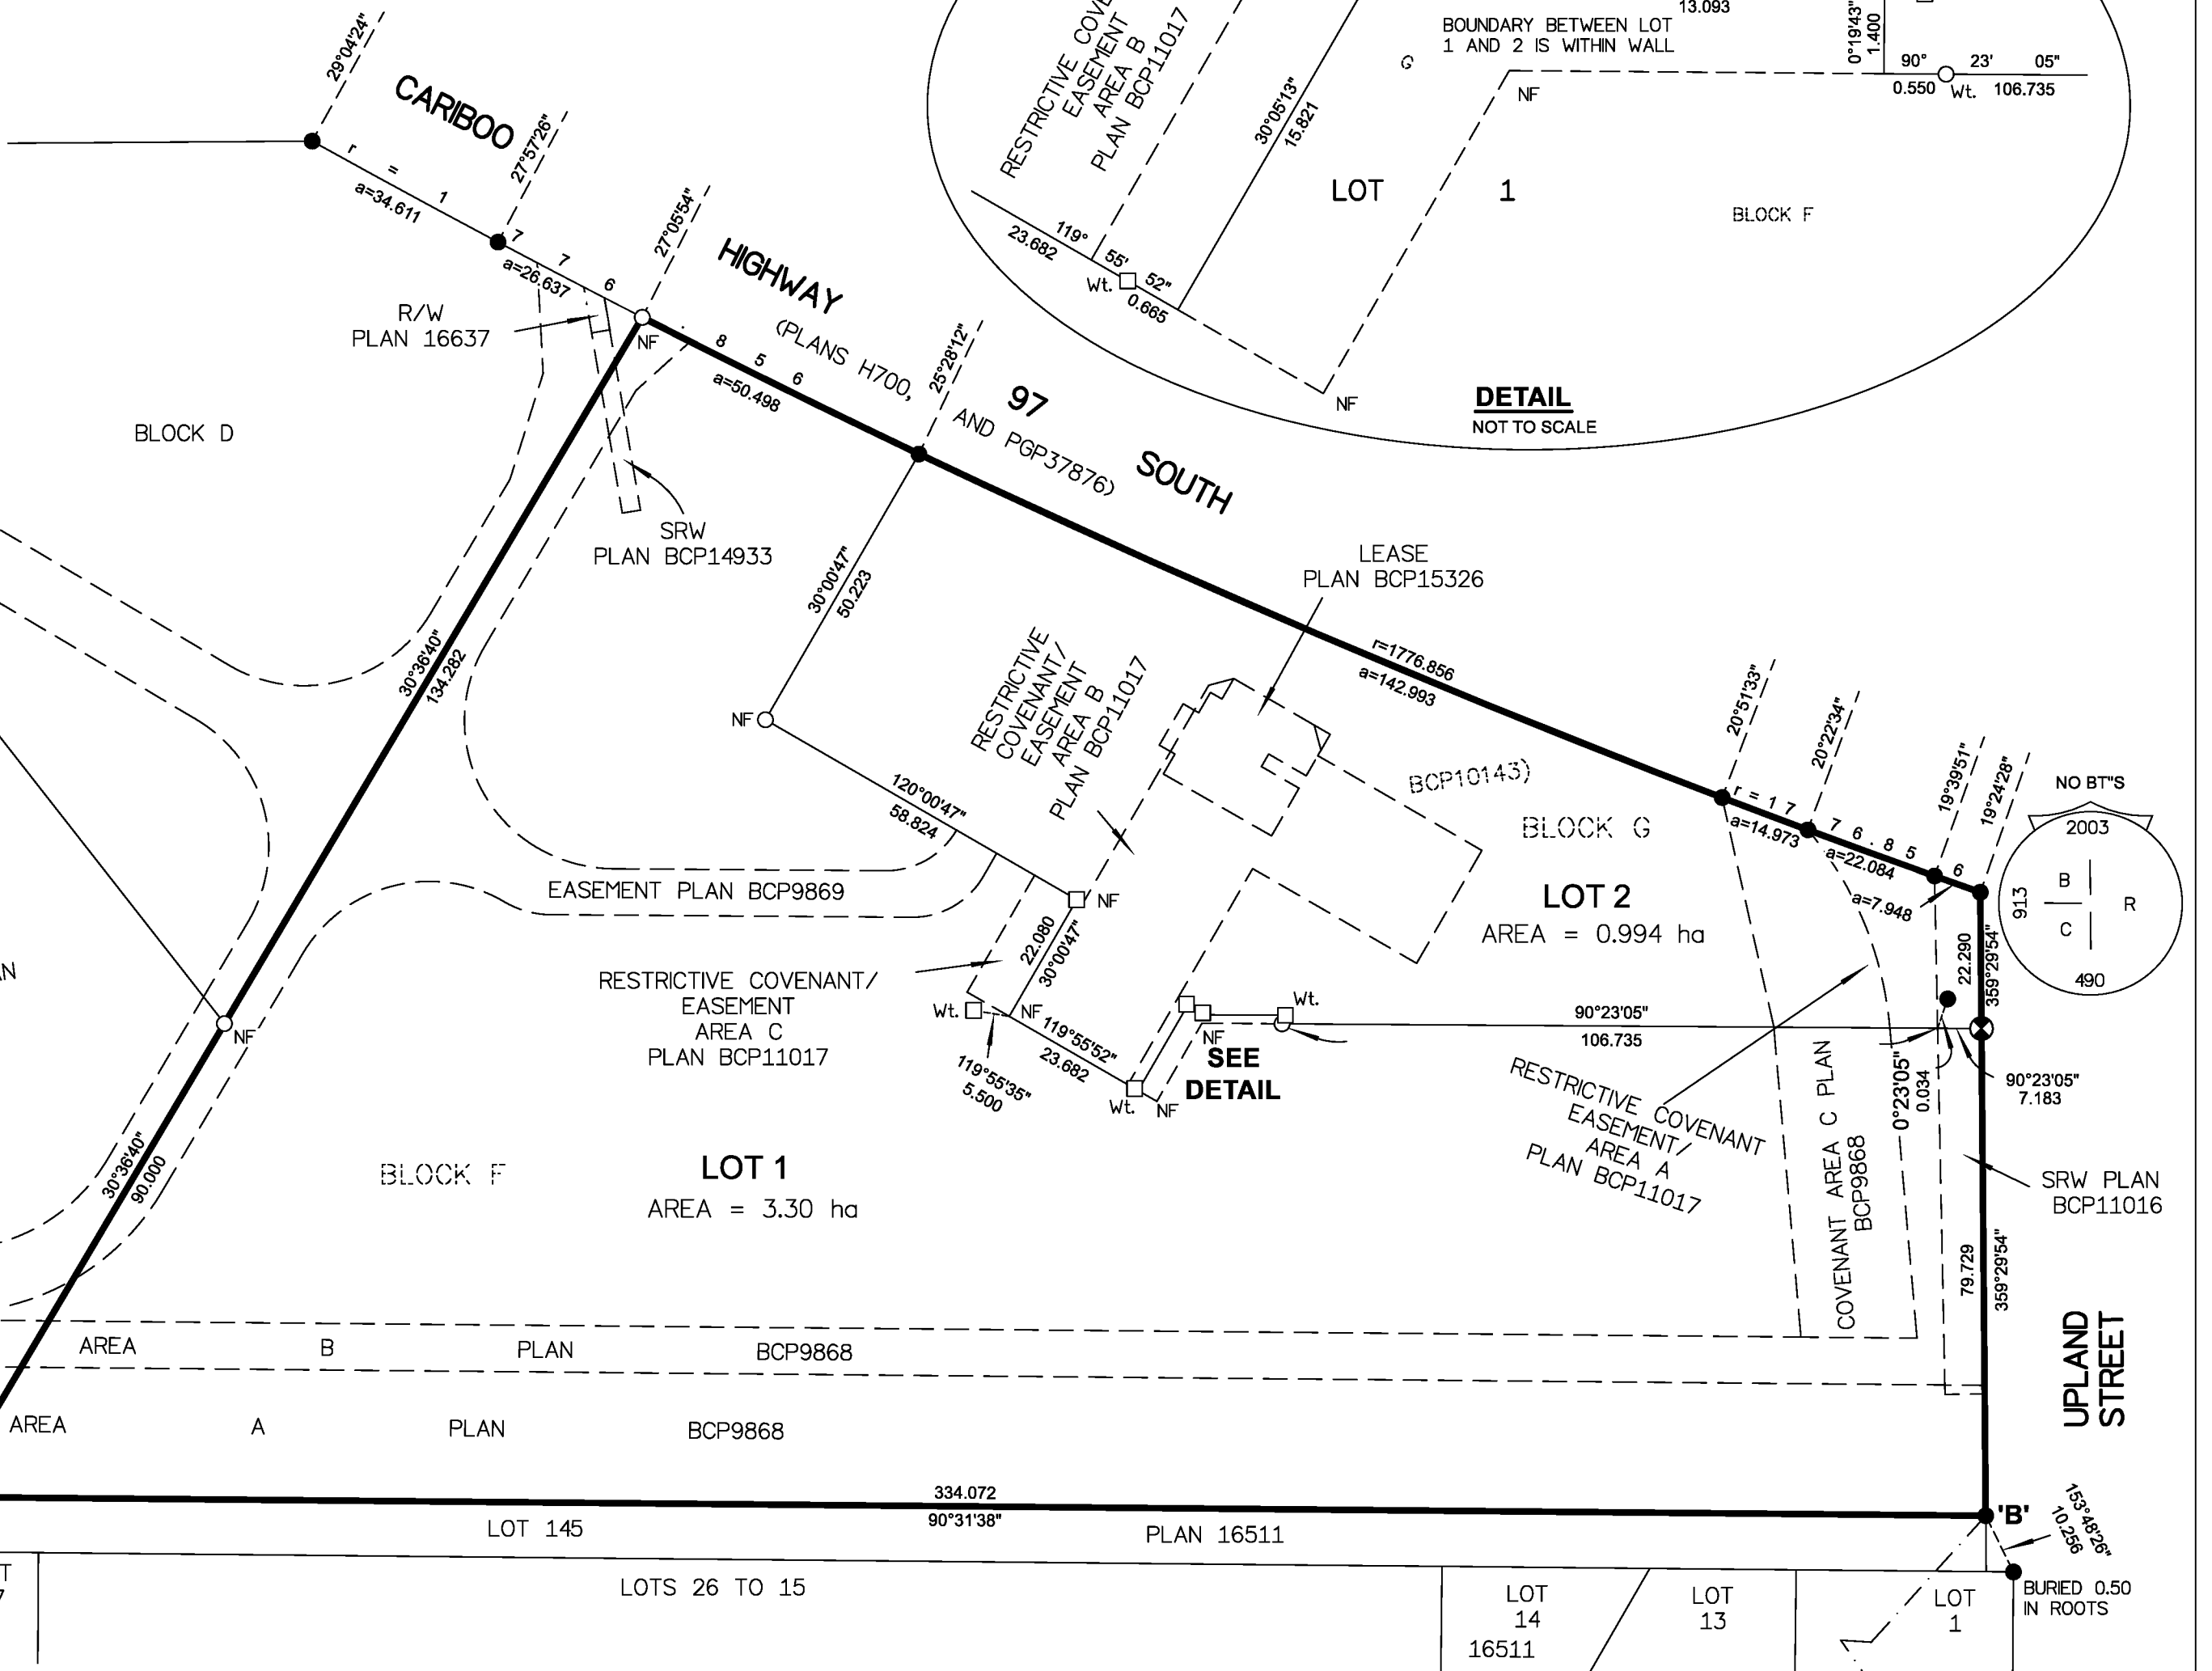 29°04'24"
CARIBOO
27°57'26"
r = 1
a=34.611
7 7 6
a=26.637
27°05'54"
HIGHWAY
(PLANS H700,
AND PGP37876)
97
SOUTH
25°28'12"
R/W
PLAN 16637
NF
8 5 6
a=50.498
BLOCK D
SRW
PLAN BCP14933
RESTRICTIVE
EASEMENT
AREA B
PLAN BCP11017
BOUNDARY BETWEEN LOT
1 AND 2 IS WITHIN WALL
13.093
0°19'43"
1.400
90° 23' 05"
0.550 Wt. 106.735
G
NF
30°05'13"
15.821
LOT 1
BLOCK F
119° 55' 52"
23.682
Wt.
0.665
NF
DETAIL
NOT TO SCALE
30°00'47"
50.223
LEASE
PLAN BCP15326
r=1776.856
a=142.993
30°36'40"
134.282
RESTRICTIVE
COVENANT/
EASEMENT
AREA B
PLAN BCP11017
NF
120°00'47"
58.824
BCP10143)
BLOCK G
LOT 2
AREA = 0.994 ha
20°51'33"
20°22'34"
19°39'51"
19°24'28"
r = 1 7
7 6 . 8 5
6
a=14.973
a=22.084
a=7.948
NO BT"S
2003
B
C
R
913
490
EASEMENT PLAN BCP9869
NF
22.080
30°00'47"
RESTRICTIVE COVENANT/
EASEMENT
AREA C
PLAN BCP11017
Wt.
NF
119°55'52"
23.682
119°55'35"
5.500
Wt.
NF
Wt.
NF
SEE
DETAIL
90°23'05"
106.735
22.290
359°29'54"
RESTRICTIVE COVENANT
EASEMENT/
AREA A
PLAN BCP11017
COVENANT AREA C PLAN
BCP9868
0°23'05"
0.034
90°23'05"
7.183
SRW PLAN
BCP11016
NF
30°36'40"
90.000
BLOCK F
LOT 1
AREA = 3.30 ha
79.729
359°29'54"
UPLAND
STREET
AREA B PLAN BCP9868
AREA A PLAN BCP9868
334.072
90°31'38"
LOT 145
PLAN 16511
'B'
153°48'26"
10.256
LOTS 26 TO 15
LOT
14
16511
LOT
13
LOT
1
BURIED 0.50
IN ROOTS